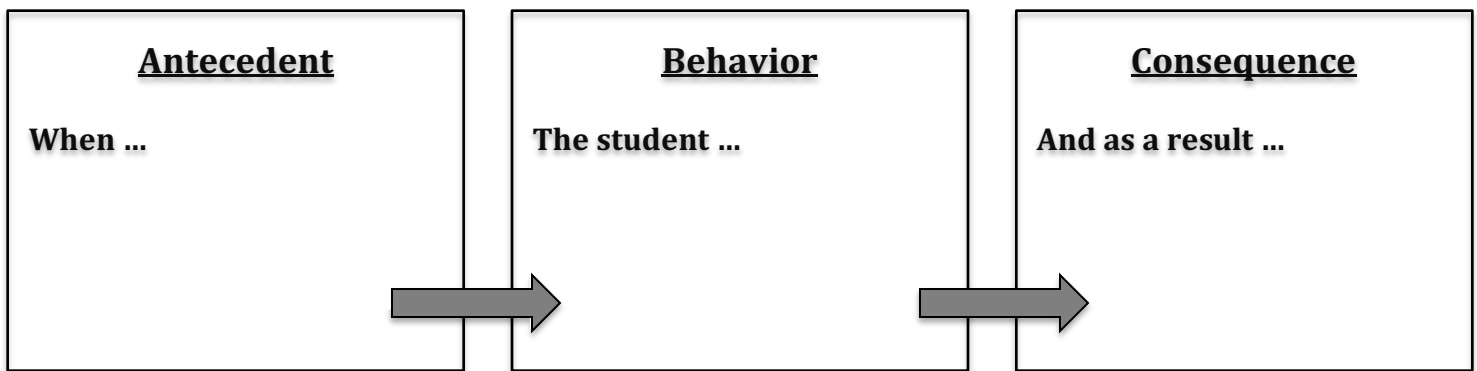 Antecedent
When …
Behavior
The student …
Consequence
And as a result …